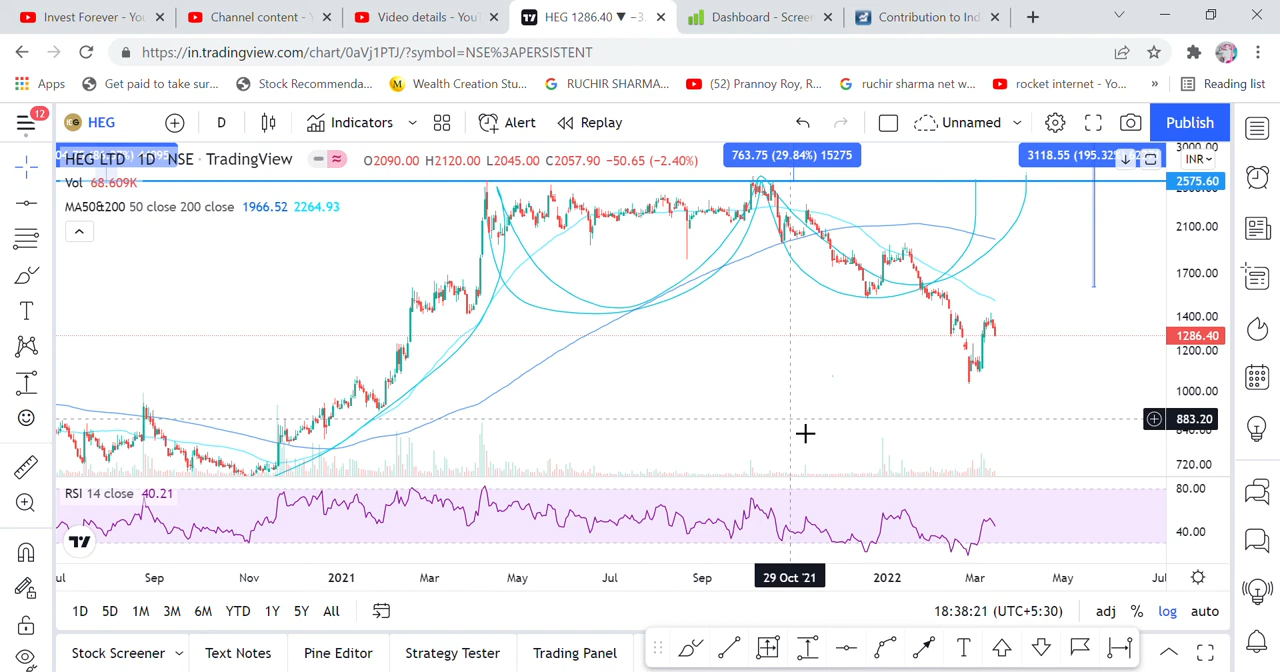 Invest Forever - You
Channel content - 
Video details - You
HEG 1286.40 ▼ −3.
Dashboard - Screen
Contribution to Ind
https://in.tradingview.com/chart/0aVj1PTJ/?symbol=NSE%3APERSISTENT
Apps
Get paid to take sur...
Stock Recommenda...
Wealth Creation Stu...
RUCHIR SHARMA...
(52) Prannoy Roy, R...
ruchir sharma net w...
rocket internet - Yo...
»
Reading list
12
HEG
D
Indicators
Alert
Replay
Unnamed
Publish
HEG LTD · 1D · NSE · TradingView
O2090.00 H2120.00 L2045.00 C2057.90 −50.65 (−2.40%)
763.75 (29.84%) 15275
INR
Vol 68.609K
2575.60
MA50&200 50 close 200 close 1966.52 2264.93
2100.00
1700.00
1400.00
1286.40
1200.00
1000.00
883.20
720.00
RSI 14 close 40.21
80.00
40.00
Sep
Nov
2021
Mar
May
Jul
Sep
29 Oct '21
2022
Mar
May
1D 5D 1M 3M 6M YTD 1Y 5Y All
18:38:21 (UTC+5:30)
adj % log auto
Stock Screener
Text Notes
Pine Editor
Strategy Tester
Trading Panel